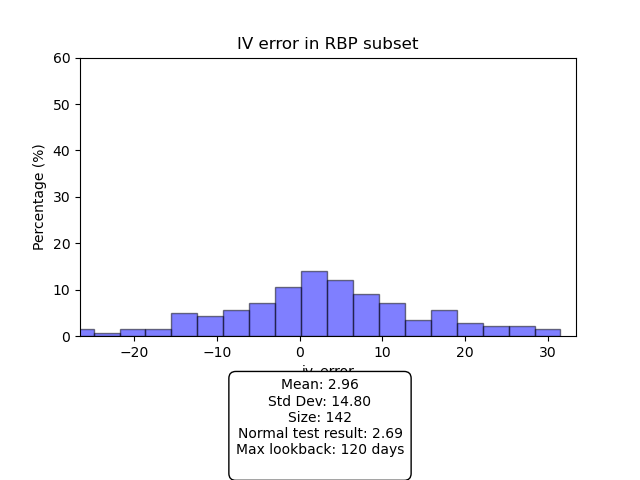 IV error in RBP subset
60
50
40
30
20
10
0
Percentage (%)
−20
−10
0
10
20
30
iv_error
Mean: 2.96
Std Dev: 14.80
Size: 142
Normal test result: 2.69
Max lookback: 120 days